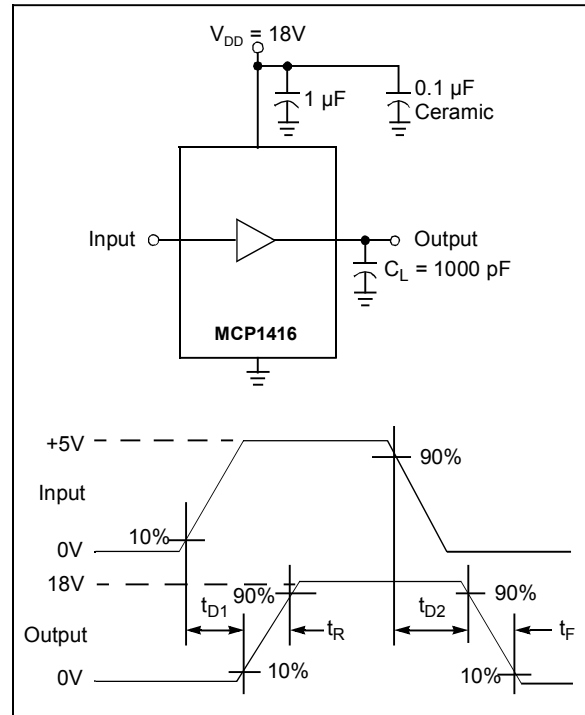 V_DD = 18V
1 µF
0.1 µF
Ceramic
Input
Output
C_L = 1000 pF
MCP1416
+5V
90%
Input
10%
0V
18V
t_D1
90%
t_R
t_D2
90%
t_F
Output
10%
10%
0V